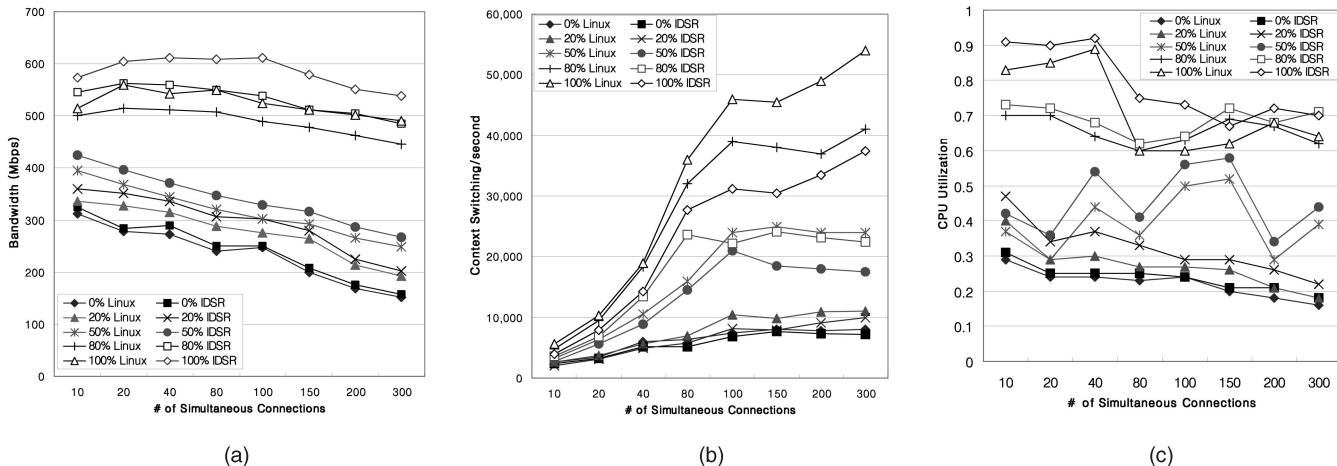 700
600
500
400
300
200
100
0
Bandwidth (Mbps)
0% Linux 0% IDSR
20% Linux 20% IDSR
50% Linux 50% IDSR
80% Linux 80% IDSR
100% Linux 100% IDSR
10 20 40 80 100 150 200 300
# of Simultaneous Connections
(a)
60,000
50,000
40,000
30,000
20,000
10,000
0
Context Switching/second
0% Linux 0% IDSR
20% Linux 20% IDSR
50% Linux 50% IDSR
80% Linux 80% IDSR
100% Linux 100% IDSR
10 20 40 80 100 150 200 300
# of Simultaneous Connections
(b)
1
0.9
0.8
0.7
0.6
0.5
0.4
0.3
0.2
0.1
0
CPU Utilization
0% Linux 0% IDSR
20% Linux 20% IDSR
50% Linux 50% IDSR
80% Linux 80% IDSR
100% Linux 100% IDSR
10 20 40 80 100 150 200 300
# of Simultaneous Connections
(c)